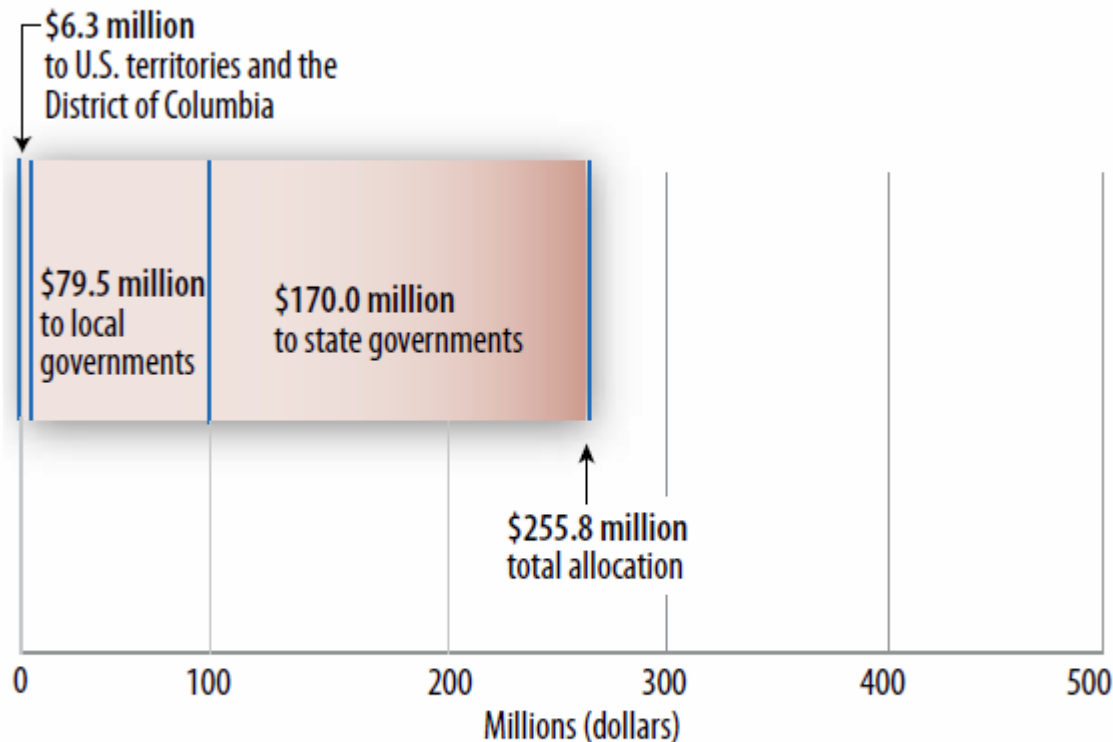 $6.3 million
to U.S. territories and the
District of Columbia
$79.5 million
to local
governments
$170.0 million
to state governments
$255.8 million
total allocation
0 100 200 300 400 500
Millions (dollars)